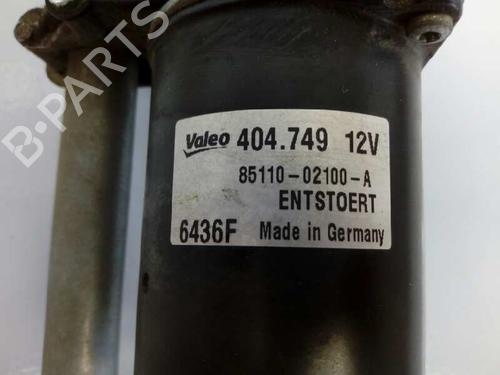 Valeo 404.749 12V
85110-02100-A
ENTSTOERT
6436F Made in Germany
B-PARTS